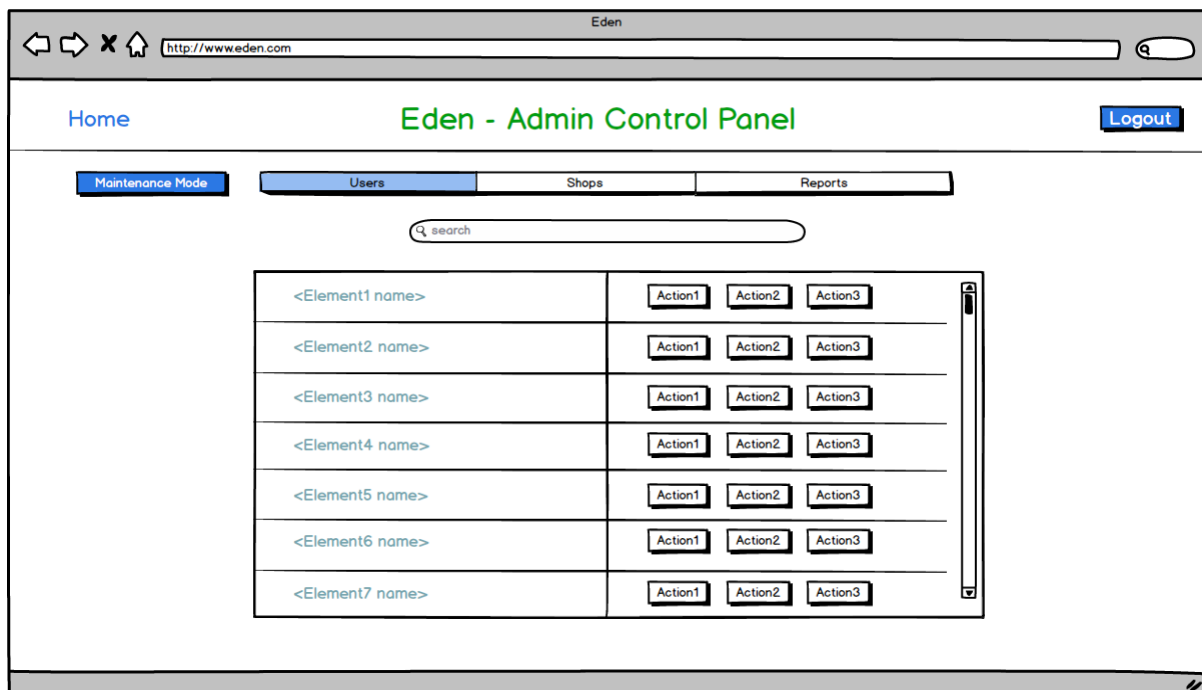 Eden
http://www.eden.com
Home Eden - Admin Control Panel Logout
Maintenance Mode Users Shops Reports
search
<Element1 name> Action1 Action2 Action3
<Element2 name> Action1 Action2 Action3
<Element3 name> Action1 Action2 Action3
<Element4 name> Action1 Action2 Action3
<Element5 name> Action1 Action2 Action3
<Element6 name> Action1 Action2 Action3
<Element7 name> Action1 Action2 Action3